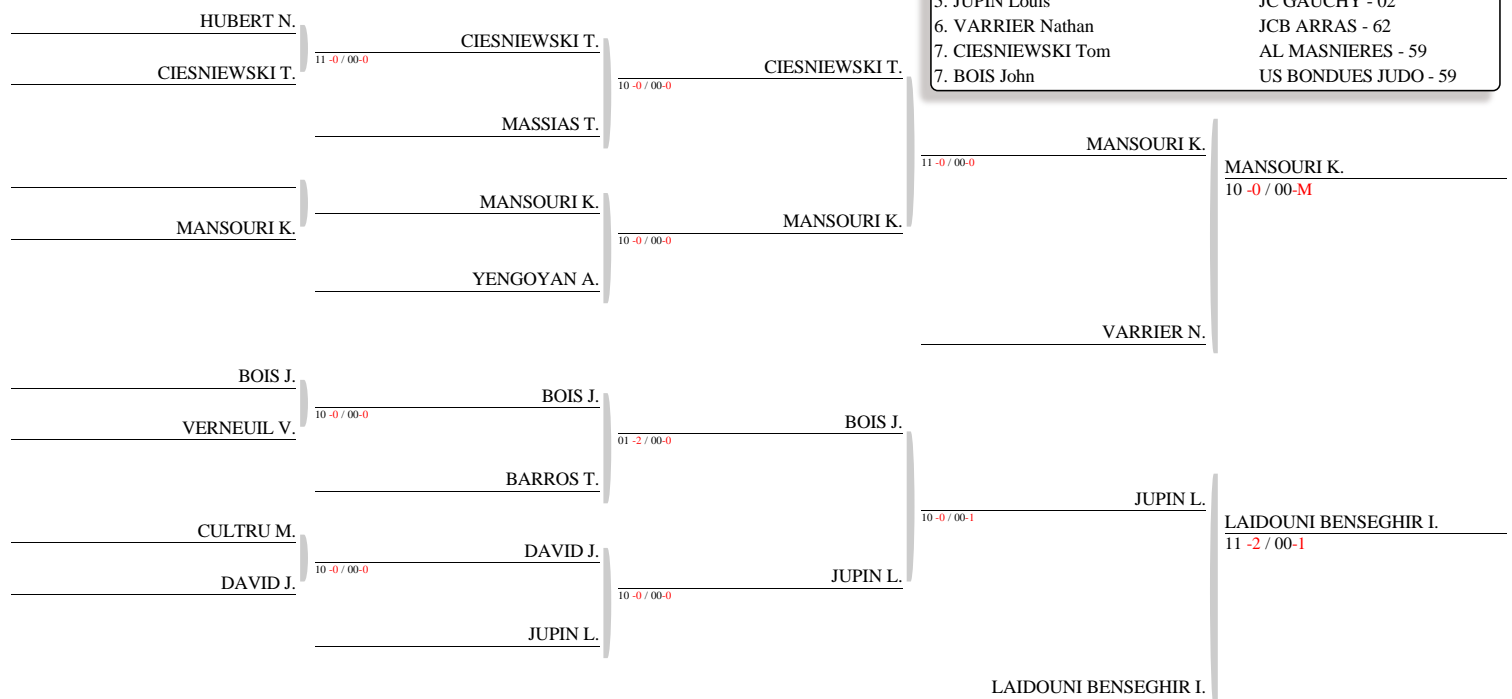 5. JUPIN Louis JC GAUCHY - 02
6. VARRIER Nathan JCB ARRAS - 62
7. CIESNIEWSKI Tom AL MASNIERES - 59
7. BOIS John US BONDUES JUDO - 59
HUBERT N.
CIESNIEWSKI T.
MANSOURI K.
BOIS J.
VERNEUIL V.
CULTRU M.
DAVID J.
CIESNIEWSKI T.
11 -0 / 00-0
MASSIAS T.
MANSOURI K.
YENGOYAN A.
BOIS J.
10 -0 / 00-0
BARROS T.
DAVID J.
10 -0 / 00-0
JUPIN L.
CIESNIEWSKI T.
10 -0 / 00-0
MANSOURI K.
10 -0 / 00-0
BOIS J.
01 -2 / 00-0
JUPIN L.
10 -0 / 00-0
MANSOURI K.
11 -0 / 00-0
VARRIER N.
JUPIN L.
10 -0 / 00-1
LAIDOUNI BENSEGHIR I.
MANSOURI K.
10 -0 / 00-M
LAIDOUNI BENSEGHIR I.
11 -2 / 00-1